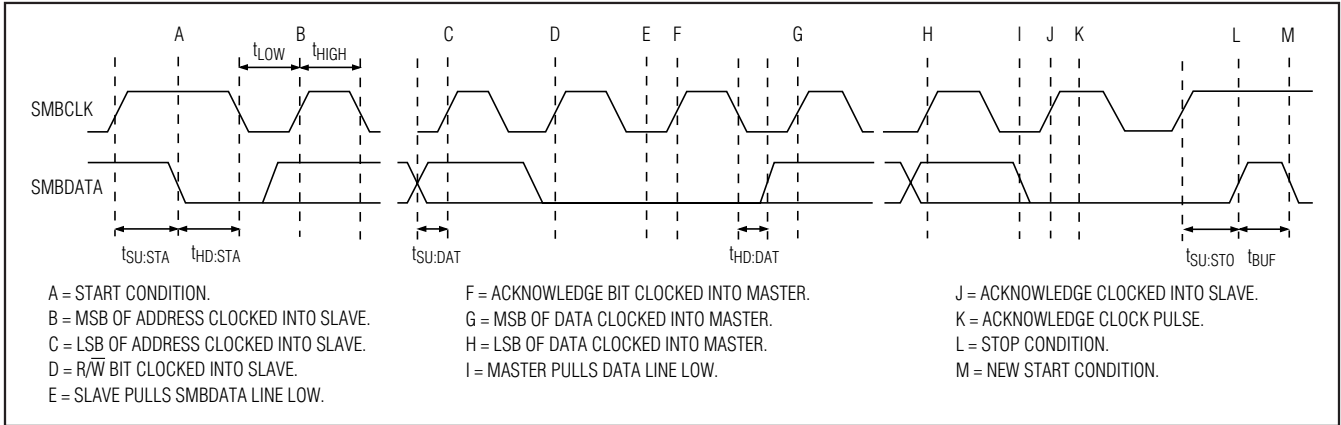 A B C D E F G H I J K L M
tLOW tHIGH
SMBCLK
SMBDATA
tSU:STA tHD:STA tSU:DAT tHD:DAT tSU:STO tBUF
A = START CONDITION.
B = MSB OF ADDRESS CLOCKED INTO SLAVE.
C = LSB OF ADDRESS CLOCKED INTO SLAVE.
D = R/W̅ BIT CLOCKED INTO SLAVE.
E = SLAVE PULLS SMBDATA LINE LOW.
F = ACKNOWLEDGE BIT CLOCKED INTO MASTER.
G = MSB OF DATA CLOCKED INTO MASTER.
H = LSB OF DATA CLOCKED INTO MASTER.
I = MASTER PULLS DATA LINE LOW.
J = ACKNOWLEDGE CLOCKED INTO SLAVE.
K = ACKNOWLEDGE CLOCK PULSE.
L = STOP CONDITION.
M = NEW START CONDITION.